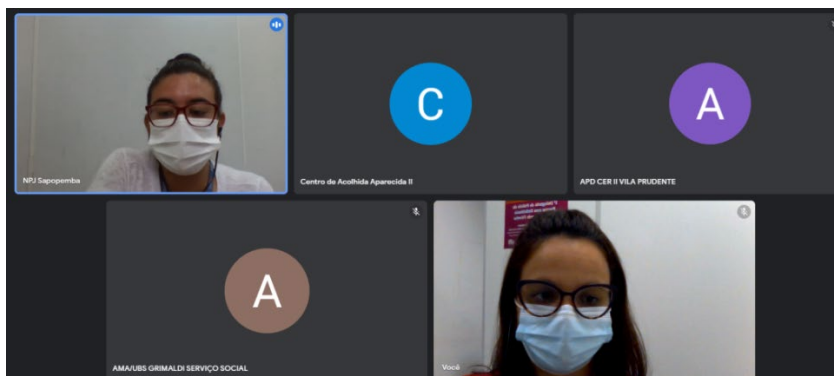 C
A
NPJ Sapopemba
Centro de Acolhida Aparecida II
APD CER II VILA PRUDENTE
A
AMA/UBS GRIMALDI SERVIÇO SOCIAL
Você